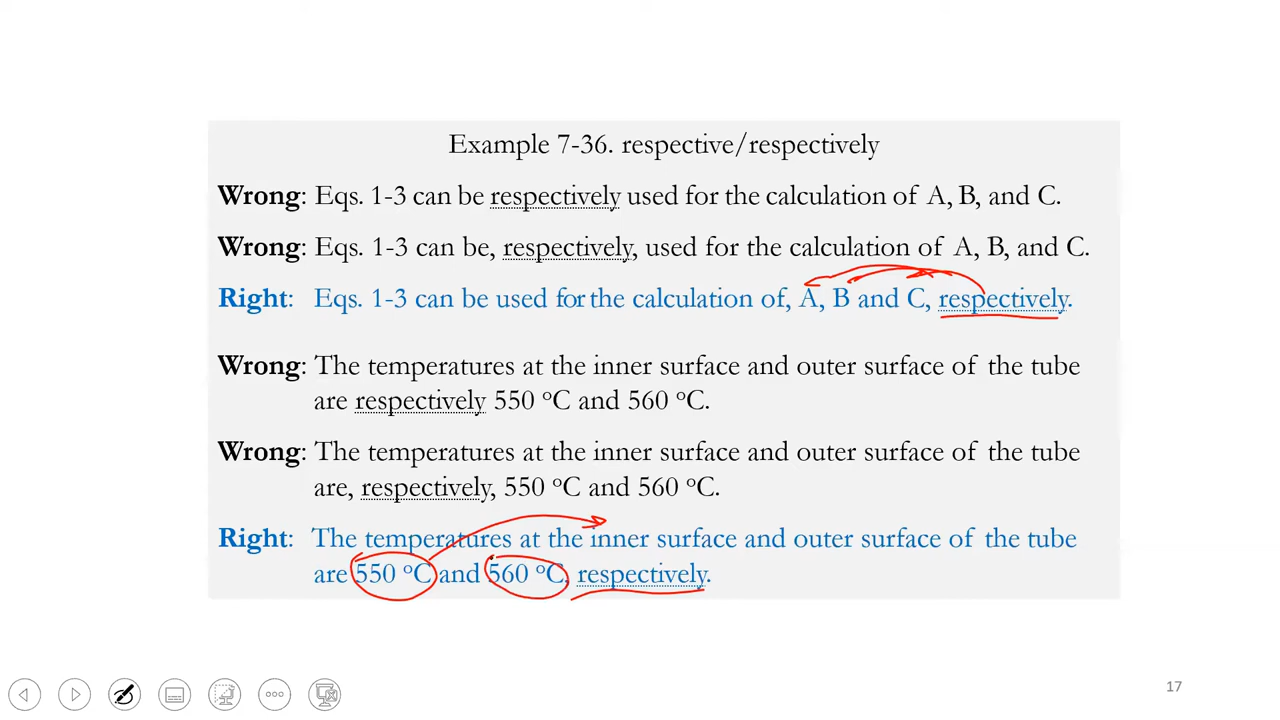 Example 7-36. respective/respectively
Wrong: Eqs. 1-3 can be respectively used for the calculation of A, B, and C.
Wrong: Eqs. 1-3 can be, respectively, used for the calculation of A, B, and C.
Right: Eqs. 1-3 can be used for the calculation of, A, B and C, respectively.
Wrong: The temperatures at the inner surface and outer surface of the tube
are respectively 550 °C and 560 °C.
Wrong: The temperatures at the inner surface and outer surface of the tube
are, respectively, 550 °C and 560 °C.
Right: The temperatures at the inner surface and outer surface of the tube
are 550 °C and 560 °C, respectively.
17